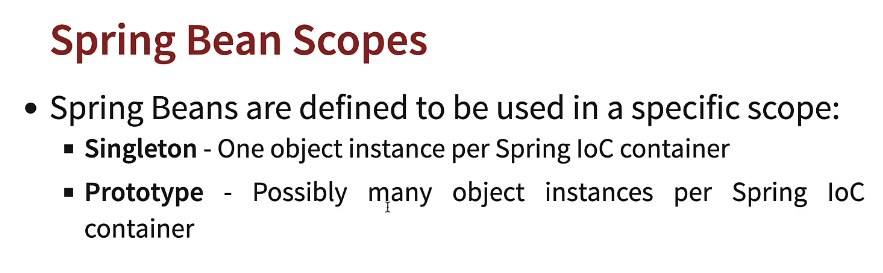 Spring Bean Scopes
• Spring Beans are defined to be used in a specific scope:
▪ Singleton - One object instance per Spring IoC container
▪ Prototype - Possibly many object instances per Spring IoC
container